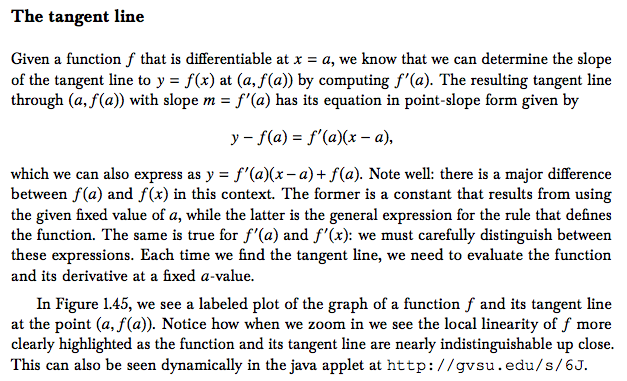 The tangent line
Given a function f that is differentiable at x = a, we know that we can determine the slope
of the tangent line to y = f(x) at (a, f(a)) by computing f′(a). The resulting tangent line
through (a, f(a)) with slope m = f′(a) has its equation in point-slope form given by
y − f(a) = f′(a)(x − a),
which we can also express as y = f′(a)(x − a) + f(a). Note well: there is a major difference
between f(a) and f(x) in this context. The former is a constant that results from using
the given fixed value of a, while the latter is the general expression for the rule that defines
the function. The same is true for f′(a) and f′(x): we must carefully distinguish between
these expressions. Each time we find the tangent line, we need to evaluate the function
and its derivative at a fixed a-value.
In Figure 1.45, we see a labeled plot of the graph of a function f and its tangent line
at the point (a, f(a)). Notice how when we zoom in we see the local linearity of f more
clearly highlighted as the function and its tangent line are nearly indistinguishable up close.
This can also be seen dynamically in the java applet at http://gvsu.edu/s/6J.